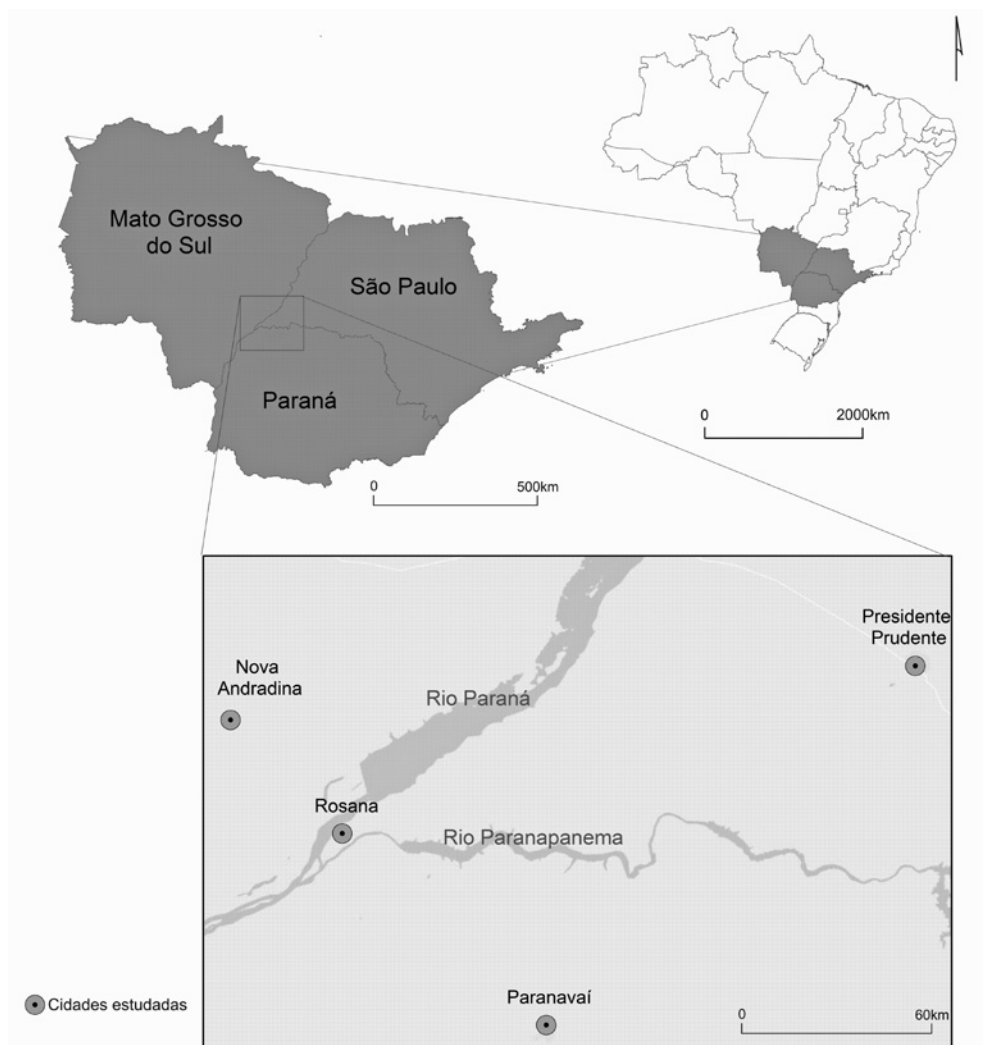 Mato Grosso
do Sul
São Paulo
Paraná
0
500km
0
2000km
Presidente
Prudente
Nova
Andradina
Rio Paraná
Rosana
Rio Paranapanema
Paranavaí
0
60km
Cidades estudadas